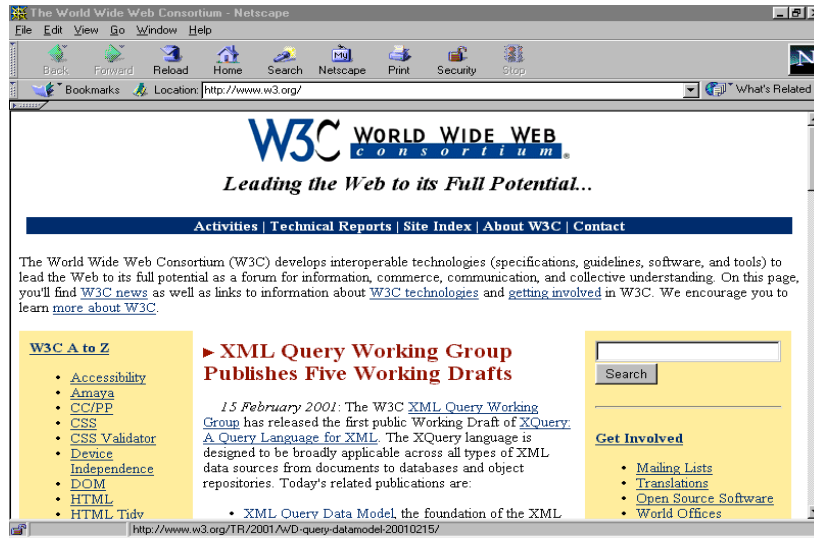 The World Wide Web Consortium - Netscape
File Edit View Go Window Help
Back Forward Reload Home Search Netscape Print Security Stop
My
N
Bookmarks Location: http://www.w3.org/ What's Related
W3C WORLD WIDE WEB
consortium
Leading the Web to its Full Potential...
Activities | Technical Reports | Site Index | About W3C | Contact
The World Wide Web Consortium (W3C) develops interoperable technologies (specifications, guidelines, software, and tools) to
lead the Web to its full potential as a forum for information, commerce, communication, and collective understanding. On this page,
you'll find W3C news as well as links to information about W3C technologies and getting involved in W3C. We encourage you to
learn more about W3C.
W3C A to Z
• Accessibility
• Amaya
• CC/PP
• CSS
• CSS Validator
• Device
Independence
• DOM
• HTML
• HTML Tidy
► XML Query Working Group
Publishes Five Working Drafts
15 February 2001: The W3C XML Query Working
Group has released the first public Working Draft of XQuery:
A Query Language for XML. The XQuery language is
designed to be broadly applicable across all types of XML
data sources from documents to databases and object
repositories. Today's related publications are:
• XML Query Data Model, the foundation of the XML
Search
Get Involved
• Mailing Lists
• Translations
• Open Source Software
• World Offices
http://www.w3.org/TR/2001/WD-query-datamodel-20010215/